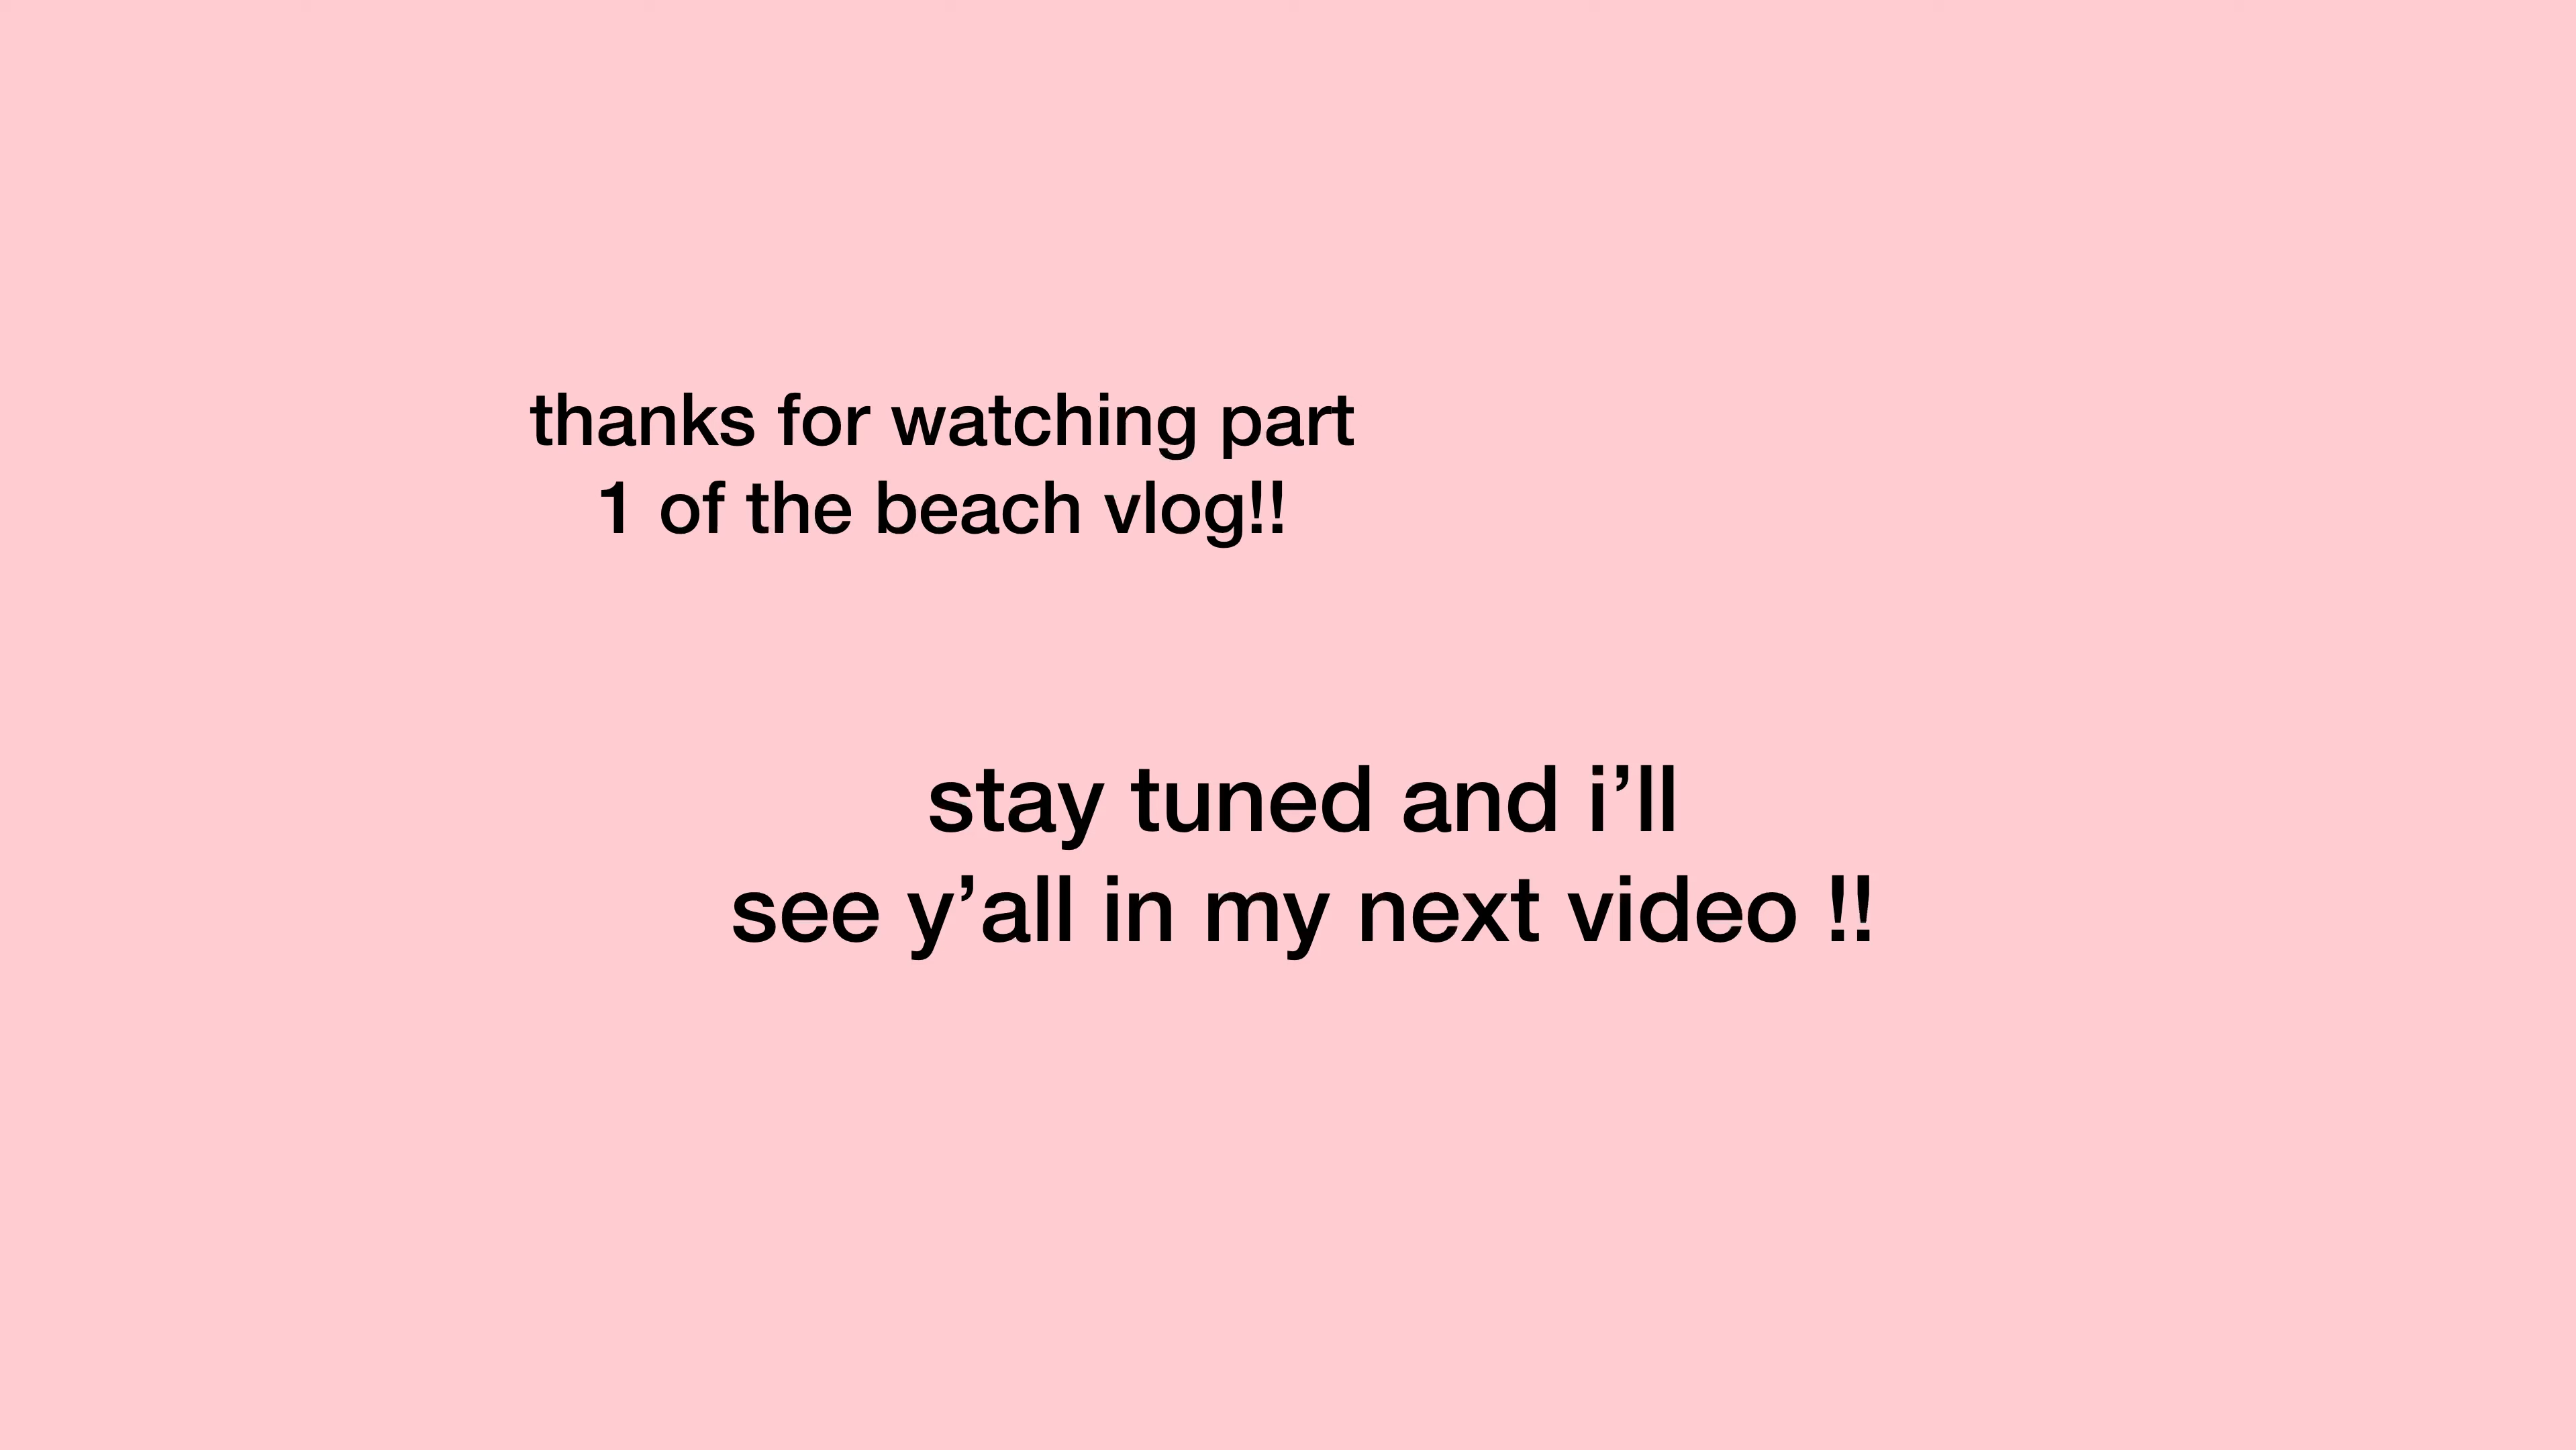 thanks for watching part
1 of the beach vlog!!
stay tuned and i’ll
see y’all in my next video !!